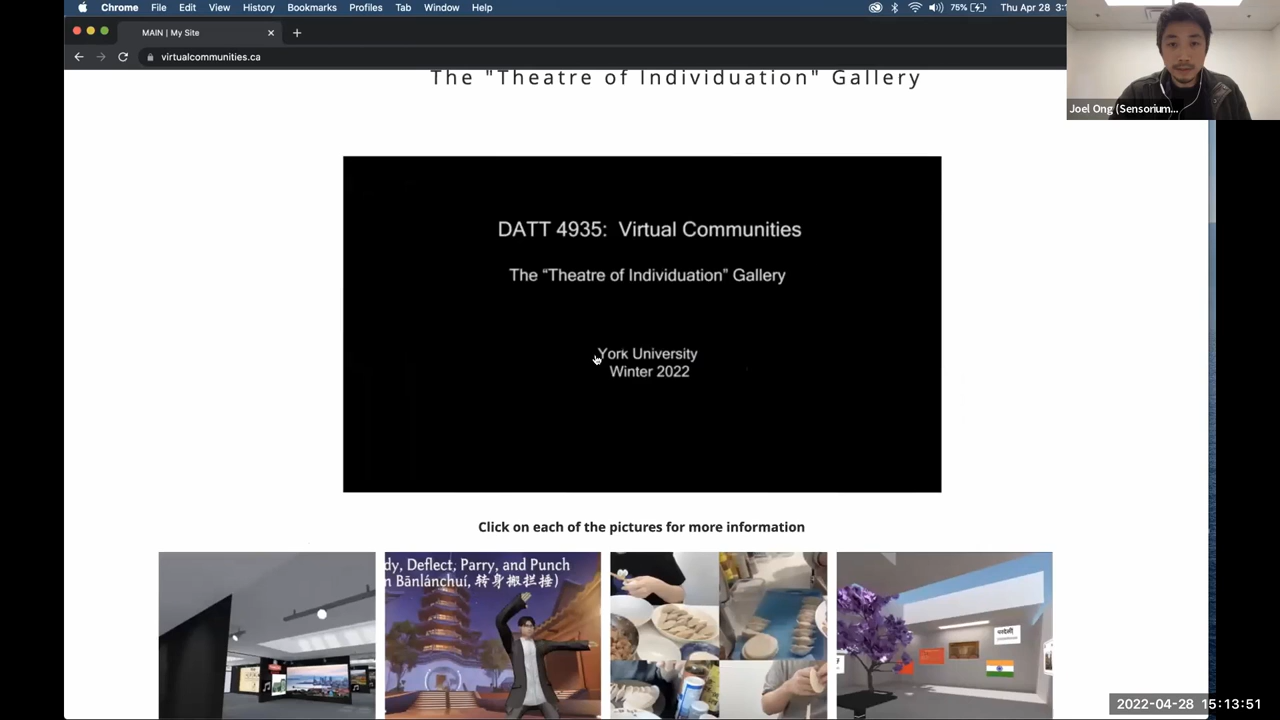 Chrome File Edit View History Bookmarks Profiles Tab Window Help
75%
Thu Apr 28
MAIN | My Site
virtualcommunities.ca
Joel Ong (Sensorium...
The "Theatre of Individuation" Gallery
DATT 4935: Virtual Communities
The “Theatre of Individuation” Gallery
York University
Winter 2022
Click on each of the pictures for more information
dy, Deflect, Parry, and Punch
n Bānlánchuí, 转身搬拦捶)
2022-04-28 15:13:51